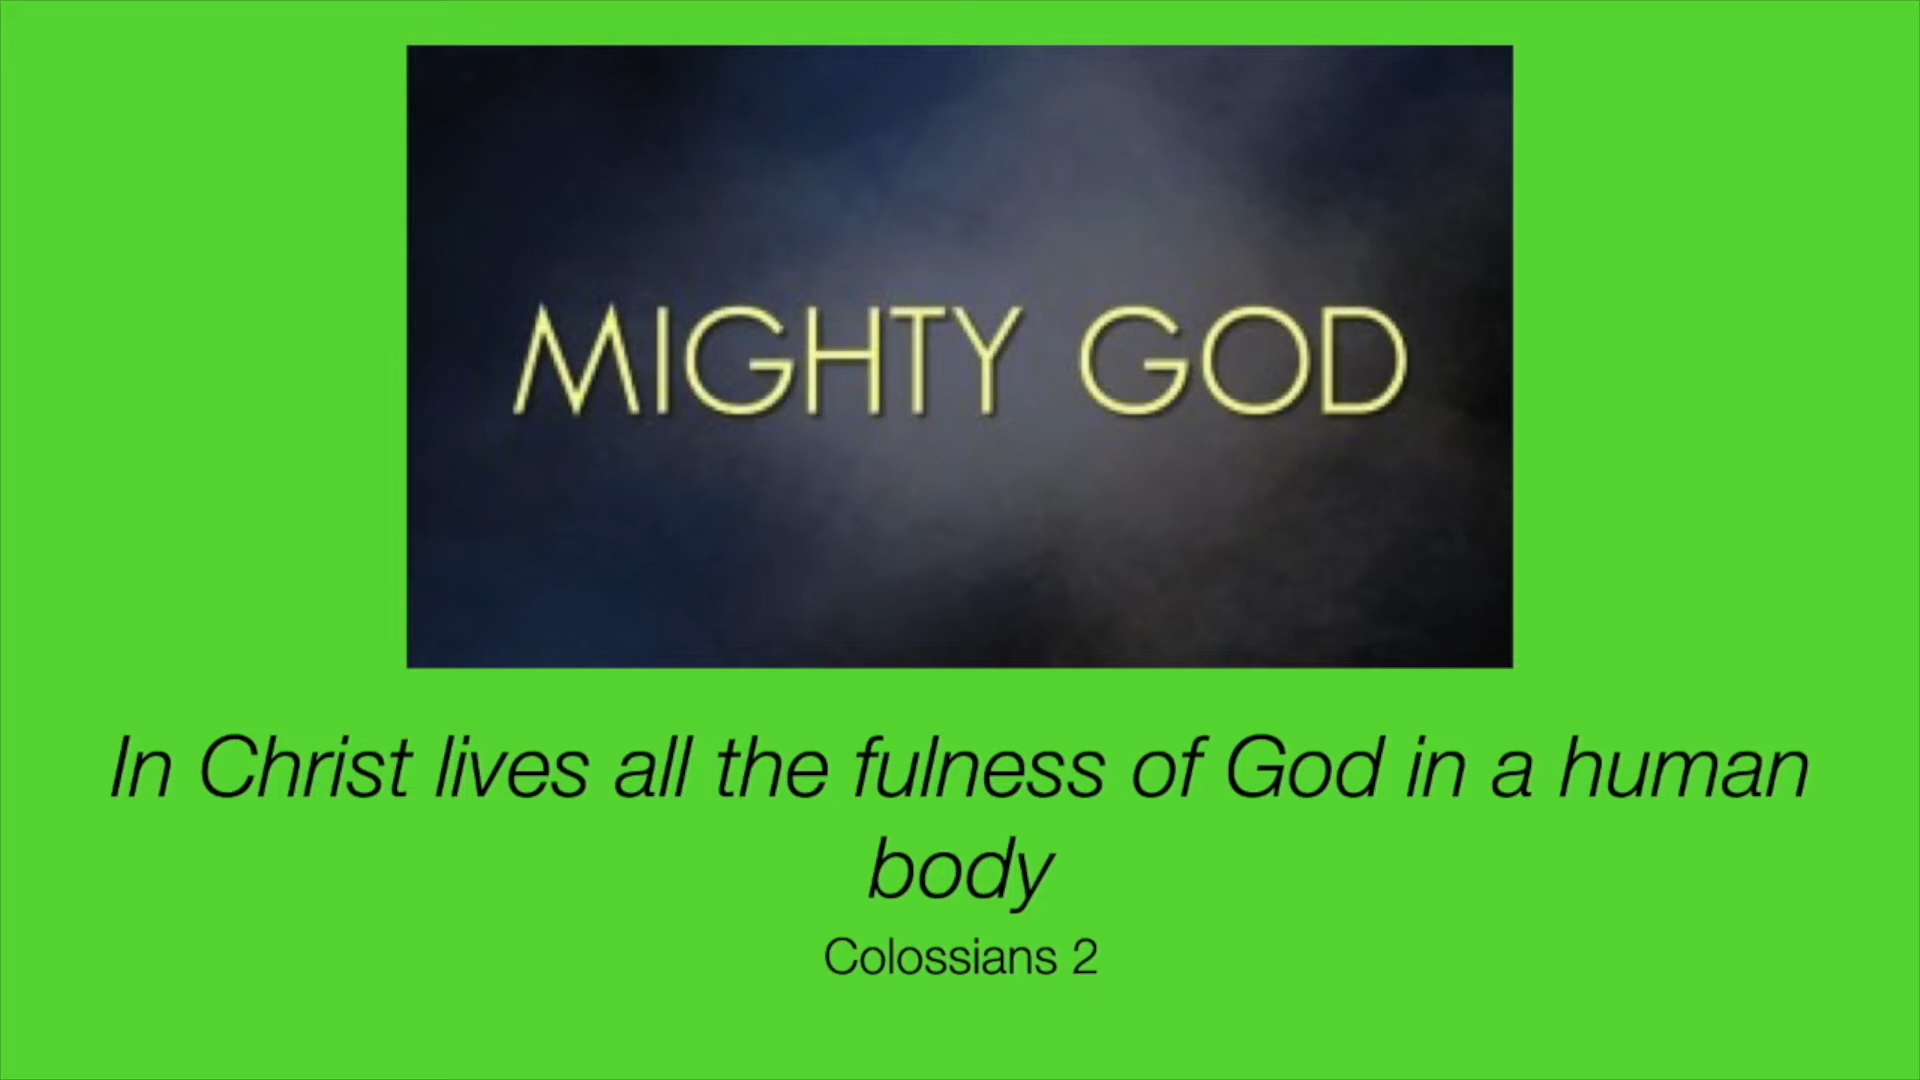 MIGHTY GOD
In Christ lives all the fulness of God in a human
body
Colossians 2